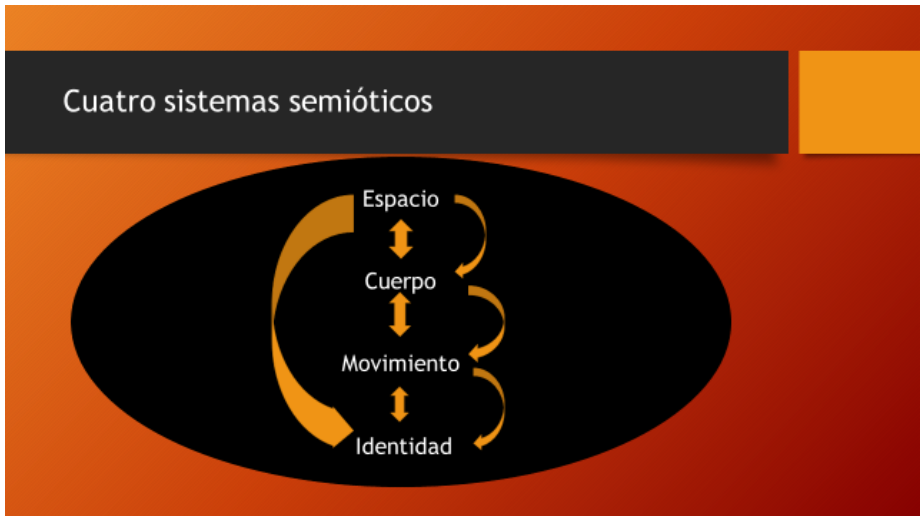 Cuatro sistemas semióticos
Espacio
Cuerpo
Movimiento
Identidad